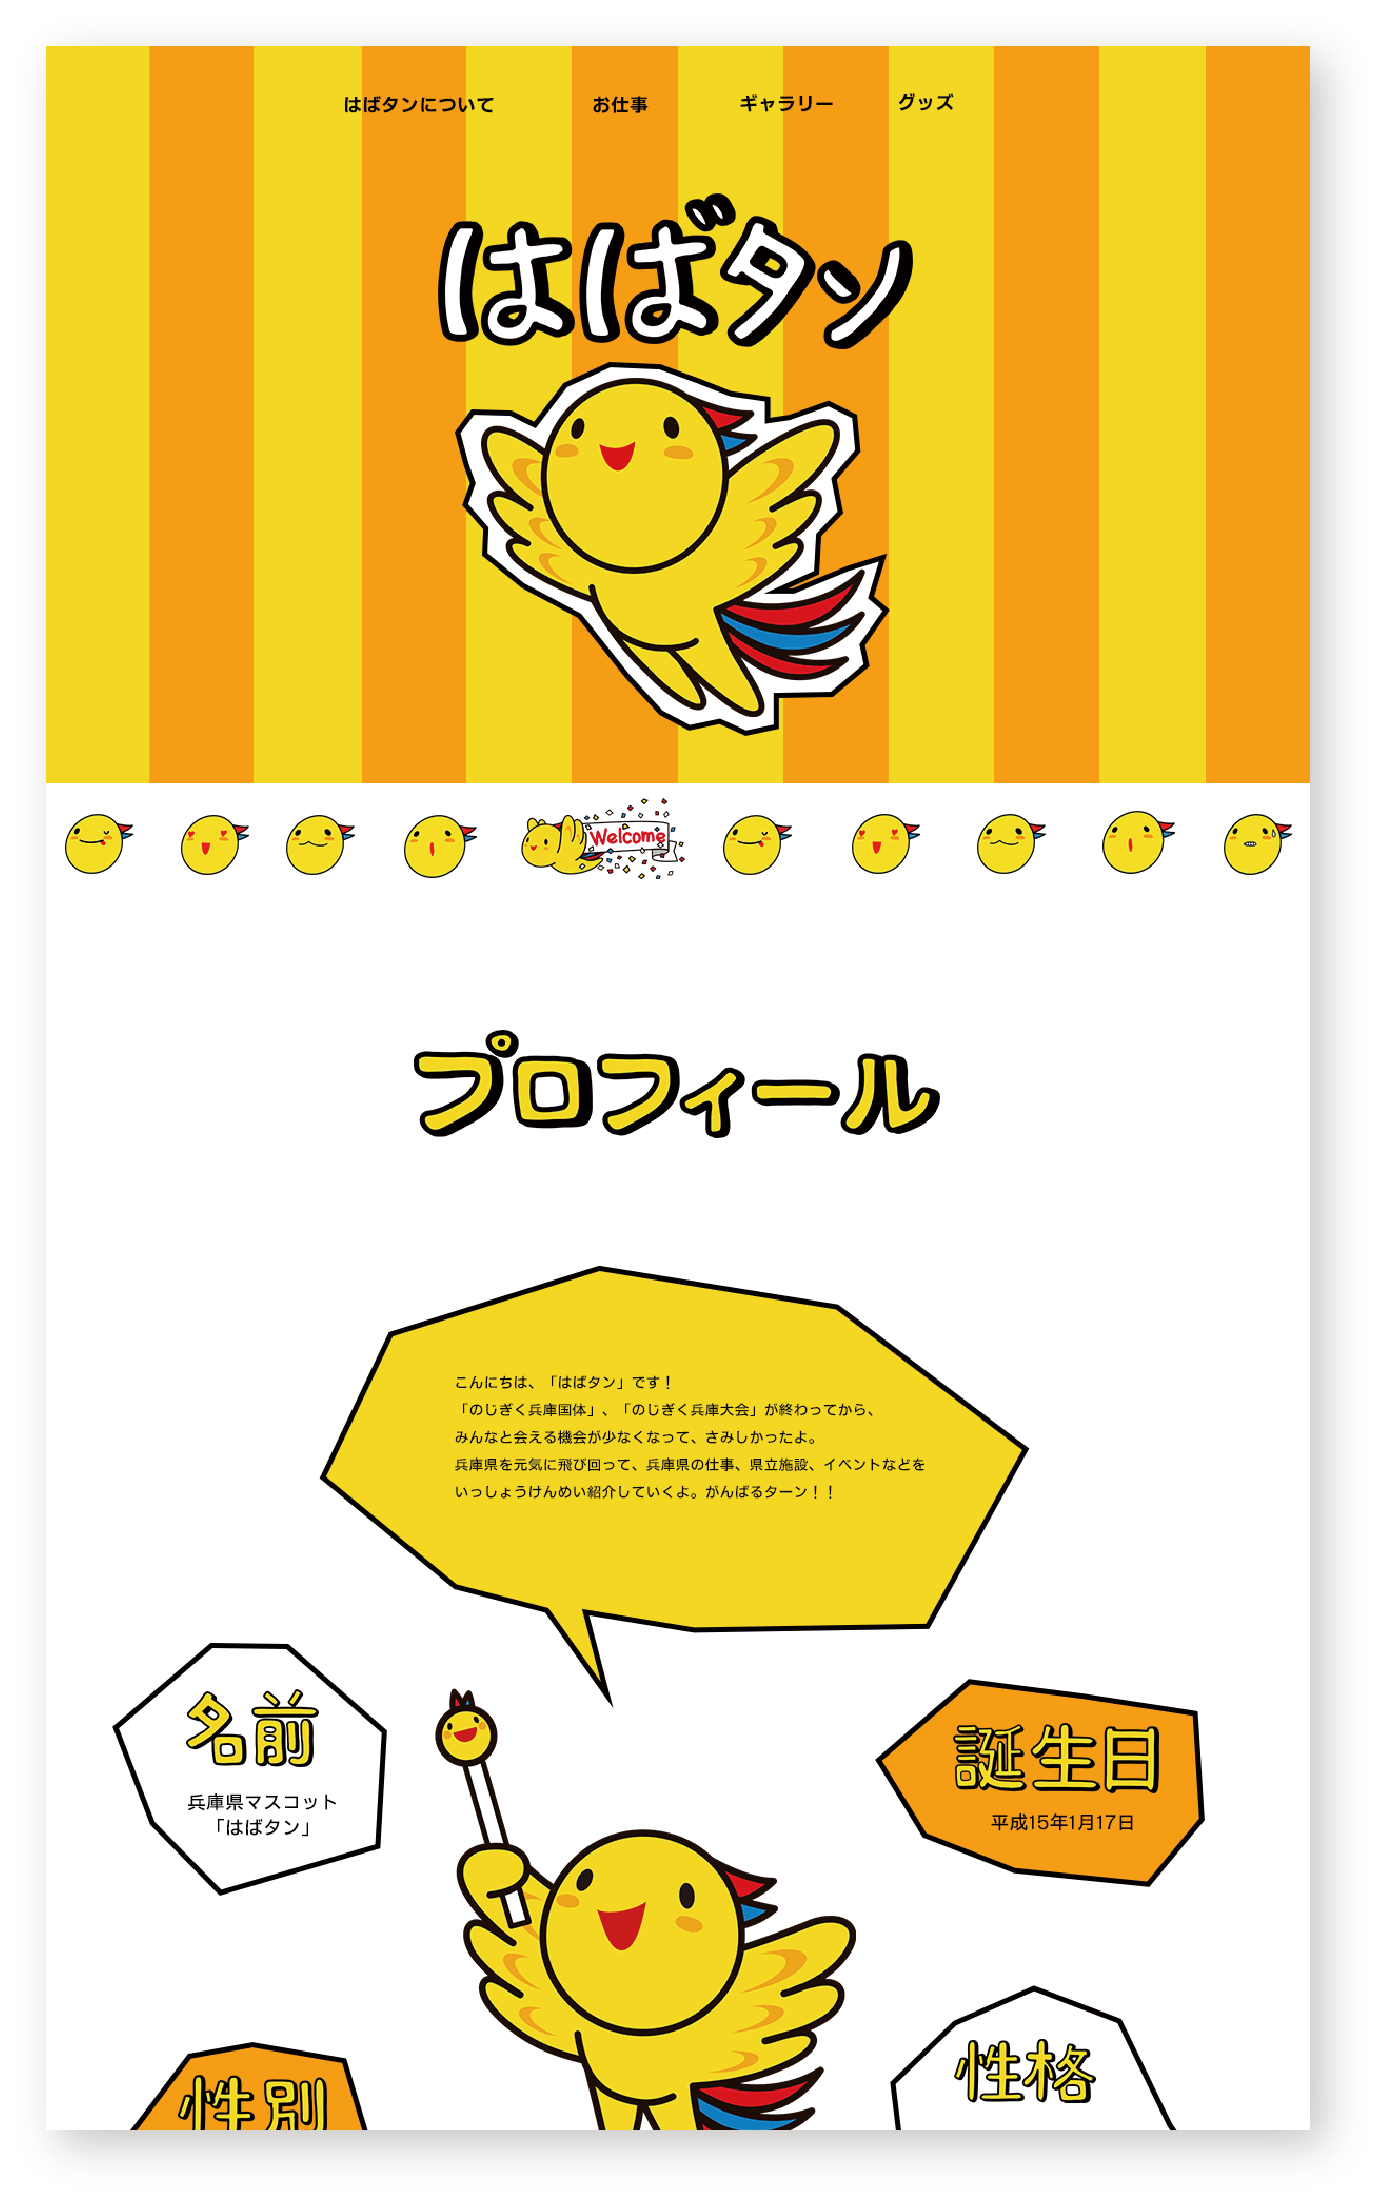 はばタンについて
お仕事
ギャラリー
グッズ
はばタン
Welcome
プロフィール
こんにちは、「はばタン」です！
「のじぎく兵庫国体」、「のじぎく兵庫大会」が終わってから、
みんなと会える機会が少なくなって、さみしかったよ。
兵庫県を元気に飛び回って、兵庫県の仕事、県立施設、イベントなどを
いっしょうけんめい紹介していくよ。がんばるターン！！
名前
兵庫県マスコット
「はばタン」
誕生日
平成15年1月17日
性格
性別